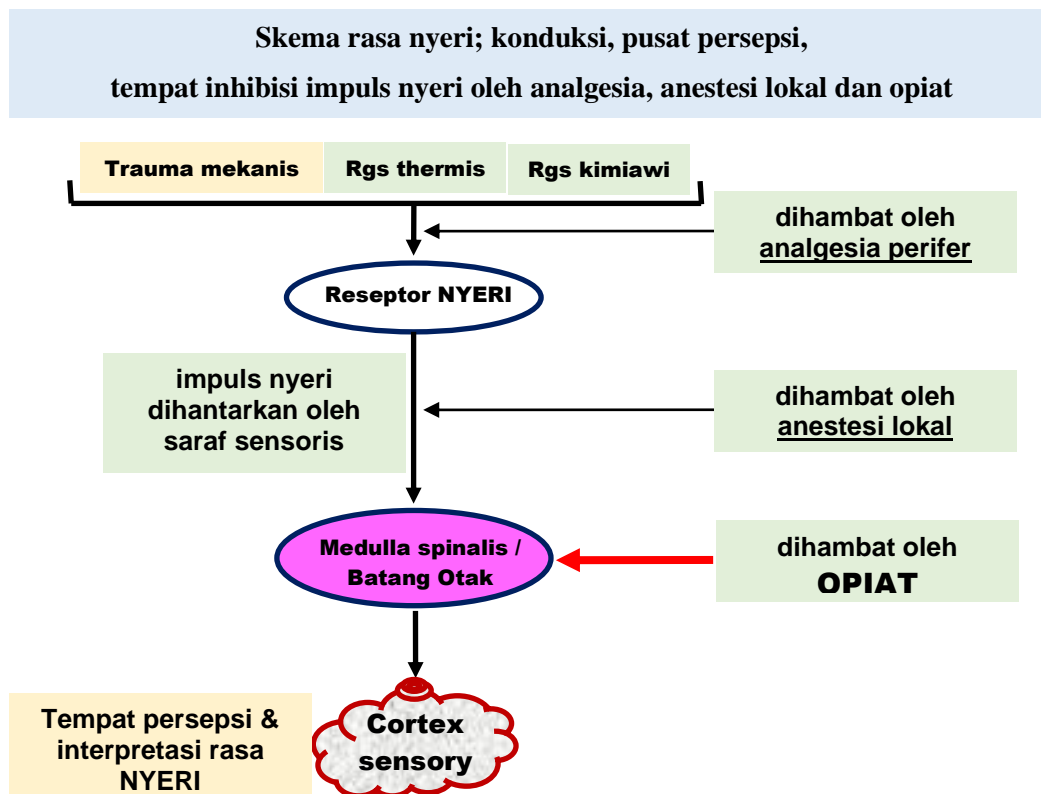 Skema rasa nyeri; konduksi, pusat persepsi,
tempat inhibisi impuls nyeri oleh analgesia, anestesi lokal dan opiat
Trauma mekanis
Rgs thermis
Rgs kimiawi
dihambat oleh
analgesia perifer
Reseptor NYERI
impuls nyeri
dihantarkan oleh
saraf sensoris
dihambat oleh
anestesi lokal
Medulla spinalis /
Batang Otak
dihambat oleh
OPIAT
Tempat persepsi &
interpretasi rasa
NYERI
Cortex
sensory